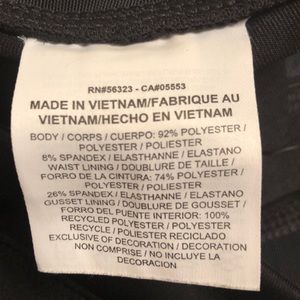 RN#56323 - CA#05553
MADE IN VIETNAM/FABRIQUE AU
VIETNAM/HECHO EN VIETNAM
BODY / CORPS / CUERPO: 92% POLYESTER /
POLYESTER / POLIESTER
8% SPANDEX / ELASTHANNE / ELASTANO
WAIST LINING / DOUBLURE DE TAILLE /
FORRO DE LA CINTURA: 74% POLYESTER /
POLYESTER / POLIESTER
26% SPANDEX / ELASTHANNE / ELASTANO
GUSSET LINING / DOUBLURE DE GOUSSET /
FORRO DEL PUENTE INTERIOR: 100%
RECYCLED POLYESTER / POLYESTER
RECYCLE / POLIESTER RECICLADO
EXCLUSIVE OF DECORATION / DECORATION
NON COMPRISE / NO INCLUYE LA
DECORACION